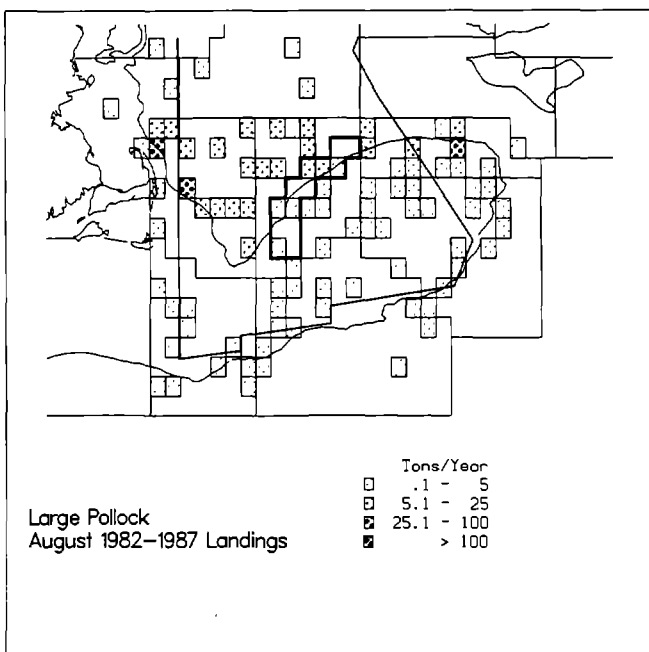 Tons/Year
.1 - 5
5.1 - 25
25.1 - 100
> 100
Large Pollock
August 1982-1987 Landings